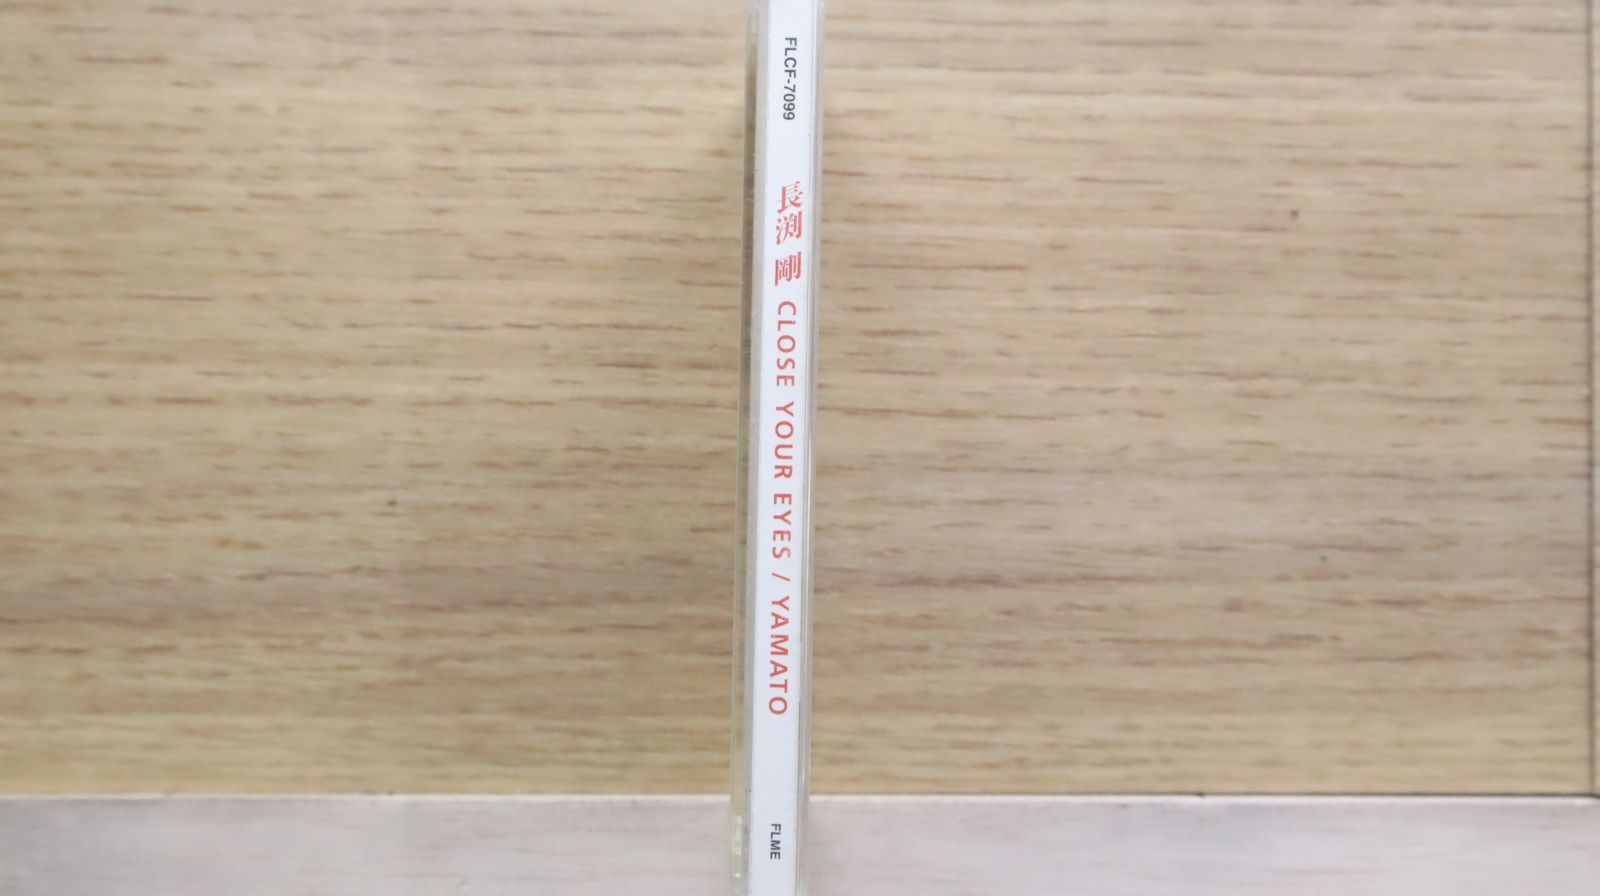 FLCF-7099
長渕 剛 CLOSE YOUR EYES / YAMATO
FLME